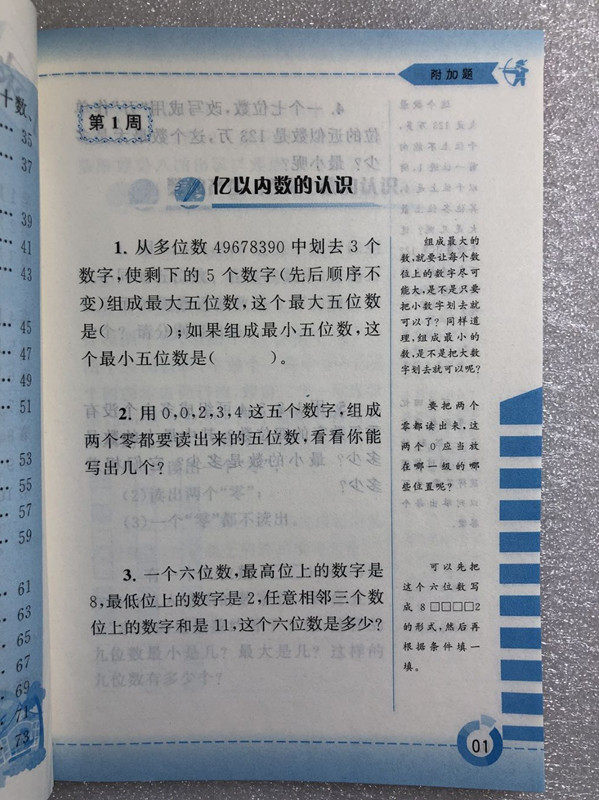 附加题
第1周
亿以内数的认识
1. 从多位数 49678390 中划去 3 个
数字,使剩下的 5 个数字(先后顺序不
变)组成最大五位数,这个最大五位数
是( );如果组成最小五位数,这
个最小五位数是( )。
组成最大的
数,就要让每个数
位上的数字尽可
能大,是不是只要
把小数字划去就
可以了?同样道
理,组成最小的
数,是不是把大数
字划去就可以呢?
2. 用 0,0,2,3,4 这五个数字,组成
两个零都要读出来的五位数,看看你能
写出几个?
要把两个
零都读出来,这
两个 0 应当放
在哪一级的哪
些位置呢?
3. 一个六位数,最高位上的数字是
8,最低位上的数字是 2,任意相邻三个数
位上的数字和是 11,这个六位数是多少?
可以先把
这个六位数写
成 8□□□□2
的形式,然后再
根据条件填一
填。
01
十数
35
37
39
41
43
45
47
49
51
53
55
57
59
61
63
65
67
69
71
73